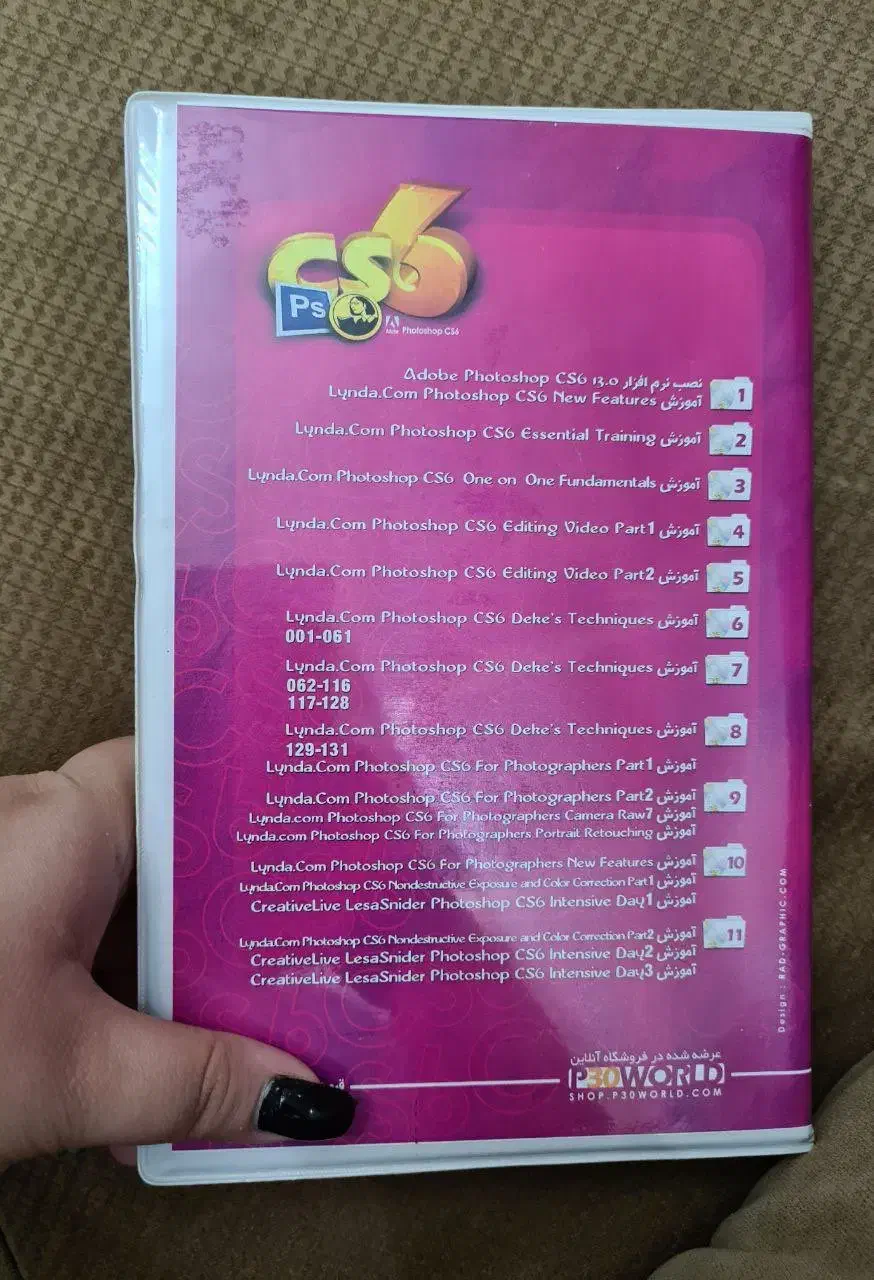 CS6
Ps
Adobe Photoshop CS6
نصب نرم افزار Adobe Photoshop CS6 13.0
آموزش Lynda.Com Photoshop CS6 New Features
1
آموزش Lynda.Com Photoshop CS6 Essential Training
2
آموزش Lynda.Com Photoshop CS6 One on One Fundamentals
3
آموزش Lynda.Com Photoshop CS6 Editing Video Part1
4
آموزش Lynda.Com Photoshop CS6 Editing Video Part2
5
آموزش Lynda.Com Photoshop CS6 Deke's Techniques
001-061
6
آموزش Lynda.Com Photoshop CS6 Deke's Techniques
062-116
117-128
7
آموزش Lynda.Com Photoshop CS6 Deke's Techniques
129-131
آموزش Lynda.Com Photoshop CS6 For Photographers Part1
8
آموزش Lynda.Com Photoshop CS6 For Photographers Part2
آموزش Lynda.com Photoshop CS6 For Photographers Camera Raw7
آموزش Lynda.com Photoshop CS6 For Photographers Portrait Retouching
9
آموزش Lynda.Com Photoshop CS6 For Photographers New Features
آموزش Lynda.Com Photoshop CS6 Nondestructive Exposure and Color Correction Part1
آموزش CreativeLive LesaSnider Photoshop CS6 Intensive Day1
10
آموزش Lynda.Com Photoshop CS6 Nondestructive Exposure and Color Correction Part2
آموزش CreativeLive LesaSnider Photoshop CS6 Intensive Day2
آموزش CreativeLive LesaSnider Photoshop CS6 Intensive Day3
11
Design : RAD-GRAPHIC.COM
عرضه شده در فروشگاه آنلاین
P30WORLD
SHOP.P30WORLD.COM